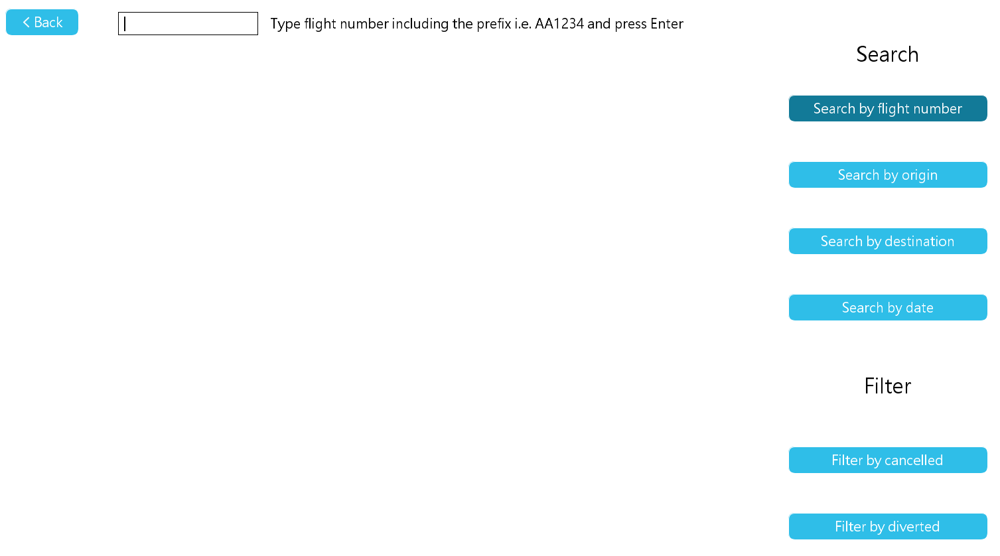 < Back
Type flight number including the prefix i.e. AA1234 and press Enter
Search
Search by flight number
Search by origin
Search by destination
Search by date
Filter
Filter by cancelled
Filter by diverted